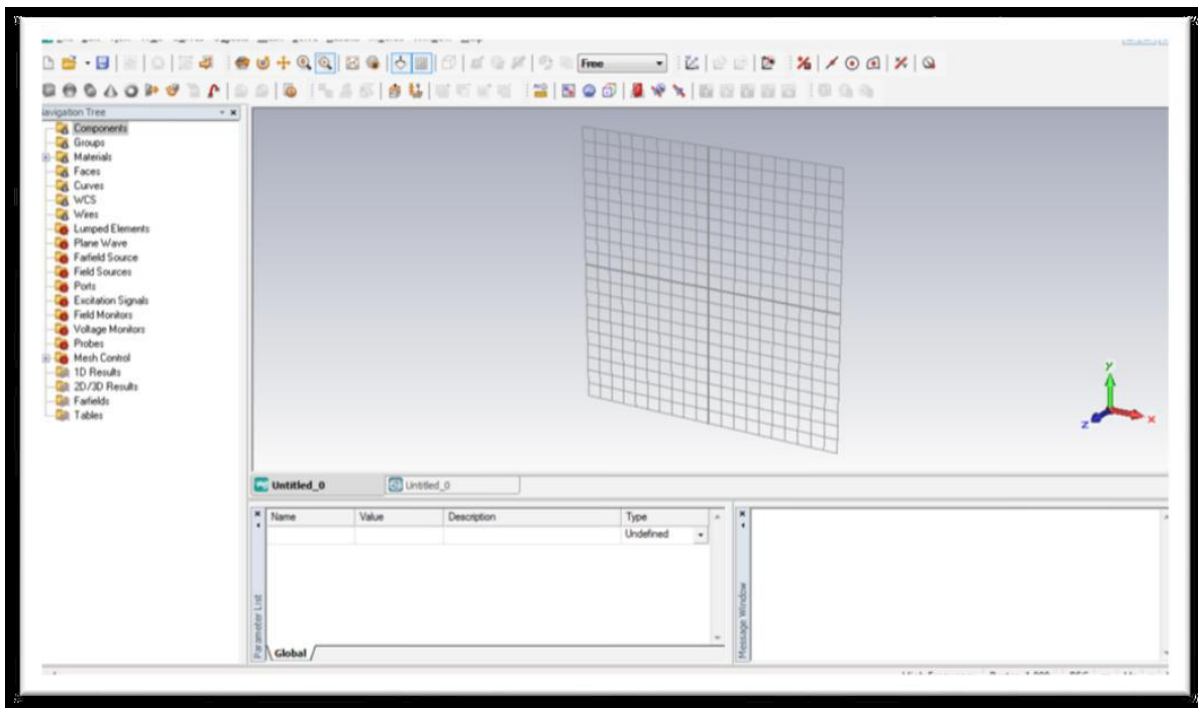 Free
Navigation Tree
Components
Groups
Materials
Faces
Curves
WCS
Wires
Lumped Elements
Plane Wave
Farfield Source
Field Sources
Ports
Excitation Signals
Field Monitors
Voltage Monitors
Probes
Mesh Control
1D Results
2D/3D Results
Farfields
Tables
y
x
z
Untitled_0 Untitled_0
Name Value Description Type
Undefined
Parameter List
Global
Message Window